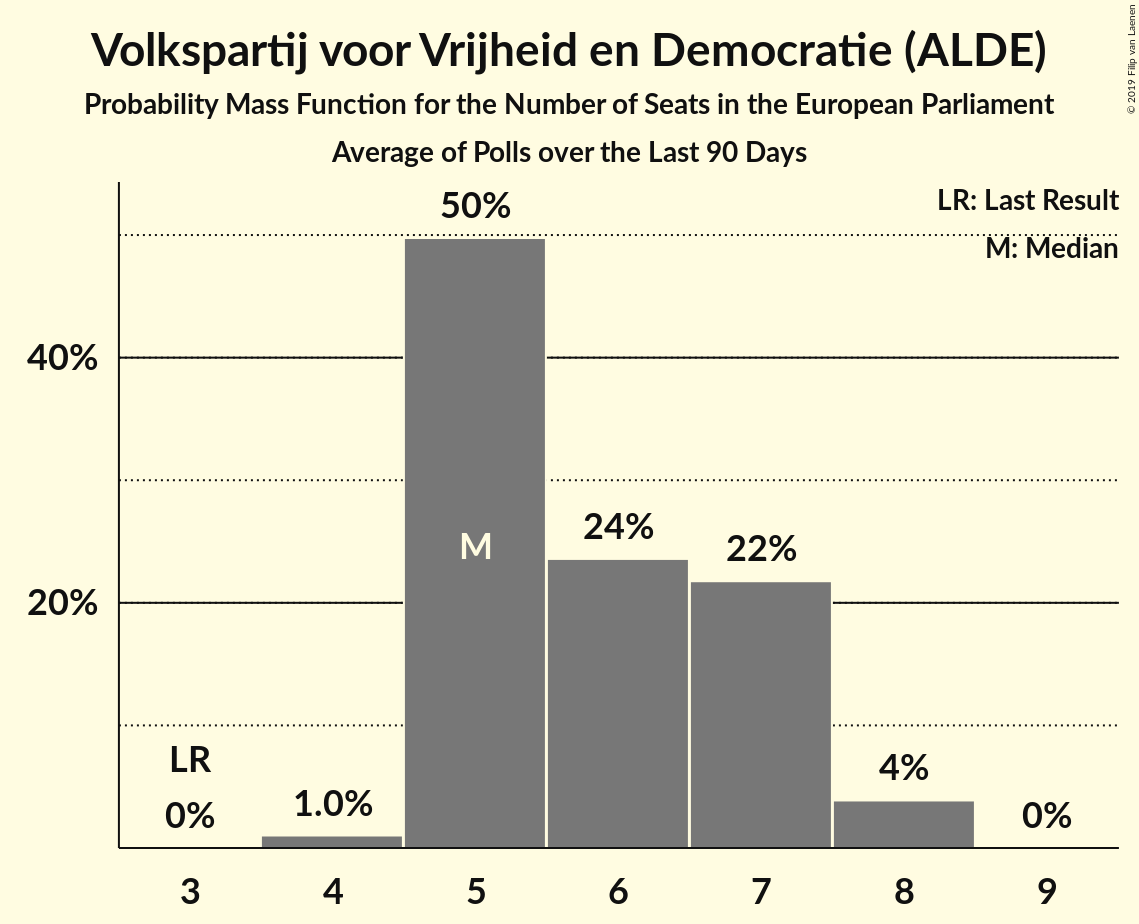 Volkspartij voor Vrijheid en Democratie (ALDE)
Probability Mass Function for the Number of Seats in the European Parliament
Average of Polls over the Last 90 Days
© 2019 Filip van Laenen
LR: Last Result
M: Median
50%
40%
M
24%
22%
20%
LR
0%
1.0%
4%
0%
3 4 5 6 7 8 9